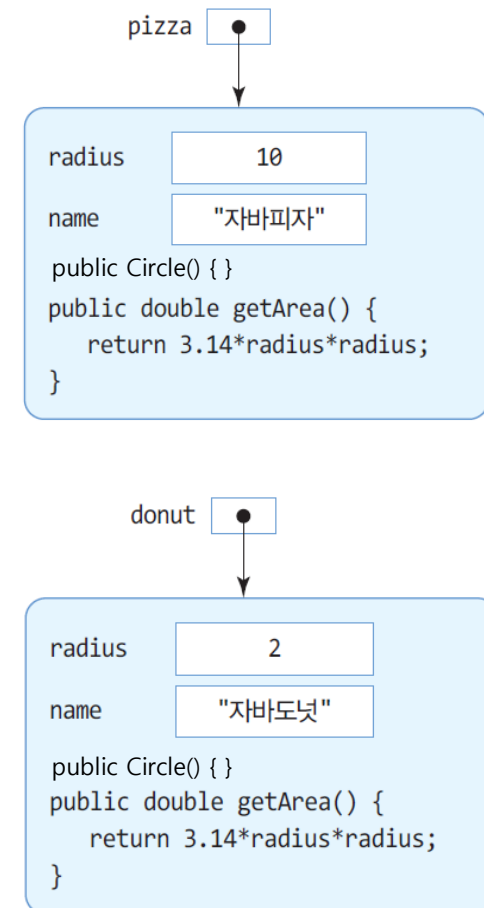 pizza
radius 10
name "자바피자"
public Circle() { }
public double getArea() {
return 3.14*radius*radius;
}
donut
radius 2
name "자바도넛"
public Circle() { }
public double getArea() {
return 3.14*radius*radius;
}